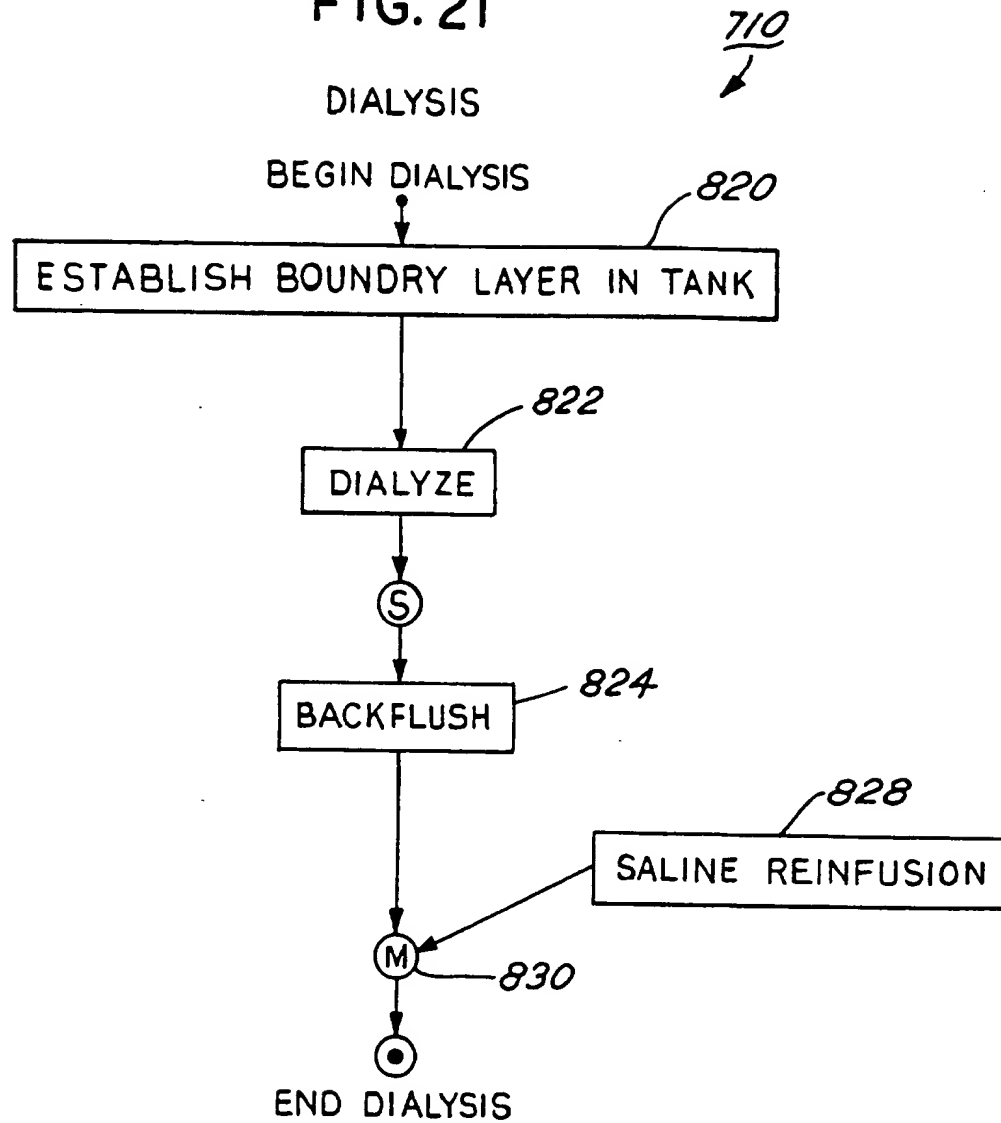 FIG. 21
710
DIALYSIS
BEGIN DIALYSIS
820
ESTABLISH BOUNDRY LAYER IN TANK
822
DIALYZE
S
824
BACKFLUSH
828
SALINE REINFUSION
M
830
END DIALYSIS